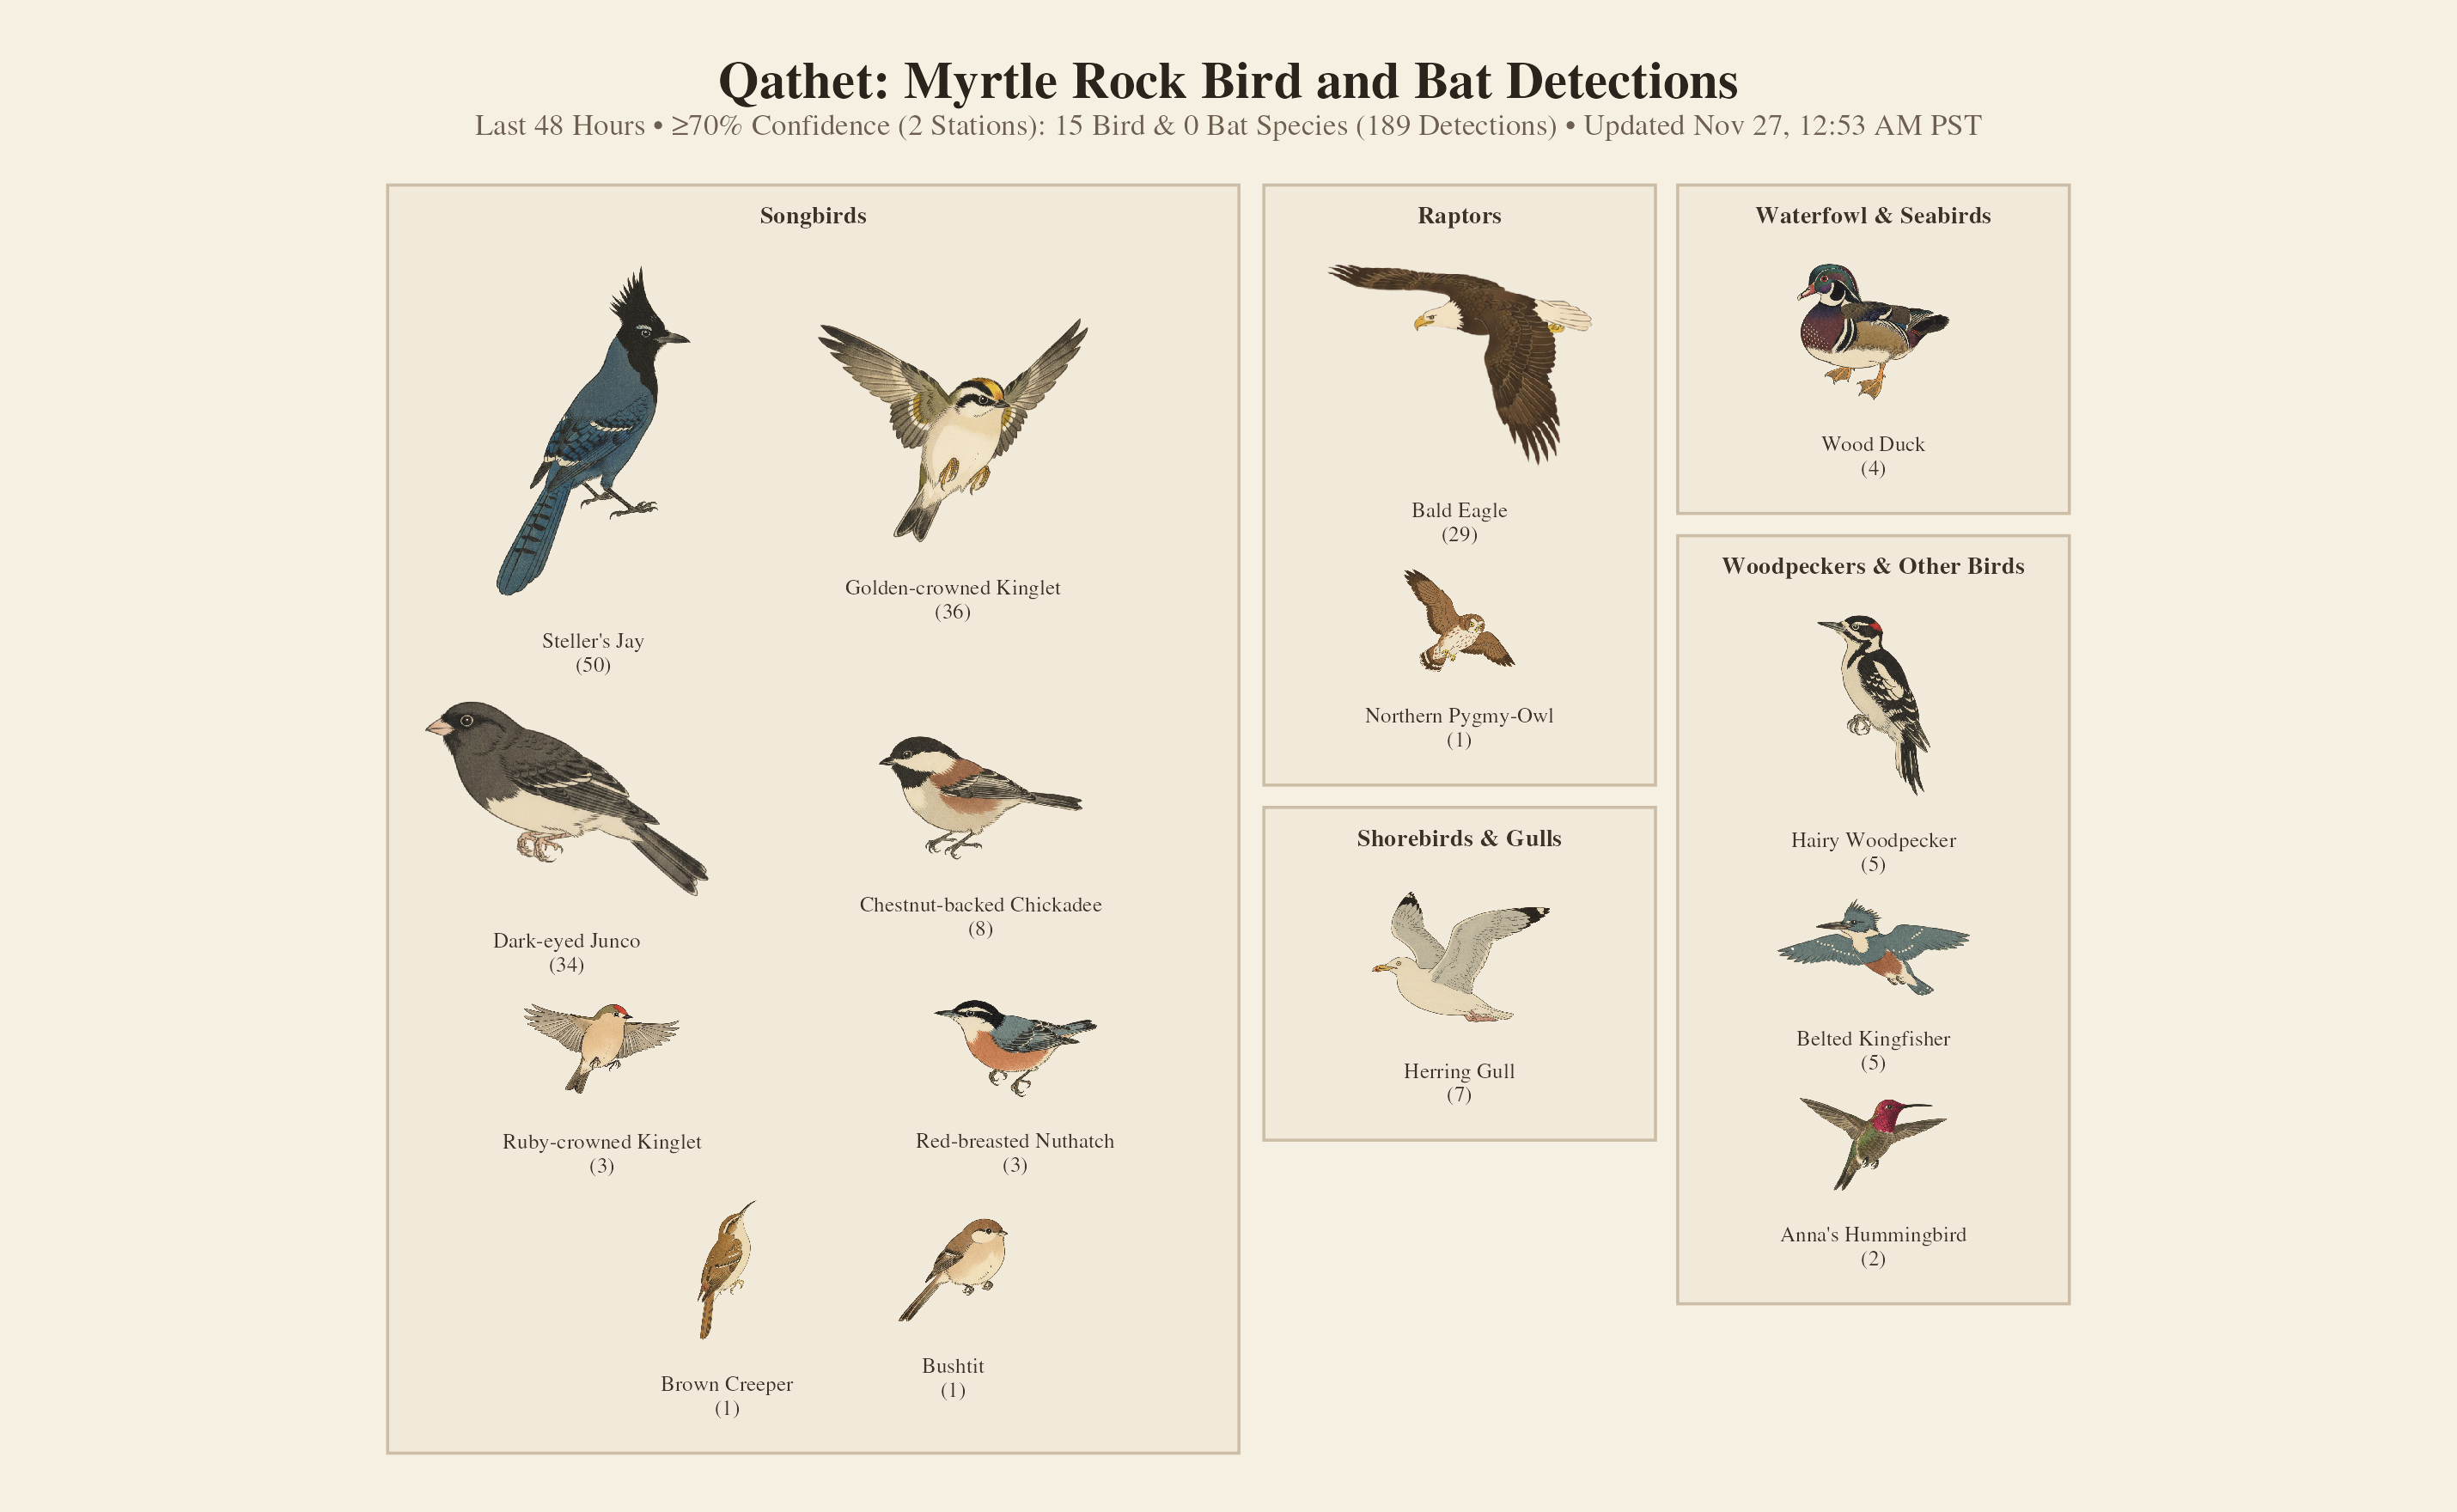 Qathet: Myrtle Rock Bird and Bat Detections
Last 48 Hours • ≥70% Confidence (2 Stations): 15 Bird & 0 Bat Species (189 Detections) • Updated Nov 27, 12:53 AM PST
Songbirds
Steller's Jay
(50)
Golden-crowned Kinglet
(36)
Dark-eyed Junco
(34)
Chestnut-backed Chickadee
(8)
Ruby-crowned Kinglet
(3)
Red-breasted Nuthatch
(3)
Brown Creeper
(1)
Bushtit
(1)
Raptors
Bald Eagle
(29)
Northern Pygmy-Owl
(1)
Shorebirds & Gulls
Herring Gull
(7)
Waterfowl & Seabirds
Wood Duck
(4)
Woodpeckers & Other Birds
Hairy Woodpecker
(5)
Belted Kingfisher
(5)
Anna's Hummingbird
(2)